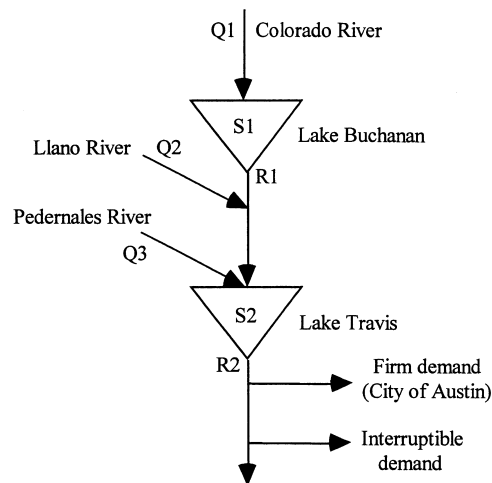 Q1 Colorado River
S1
Lake Buchanan
Llano River Q2
R1
Pedernales River
Q3
S2
Lake Travis
R2
Firm demand
(City of Austin)
Interruptible
demand